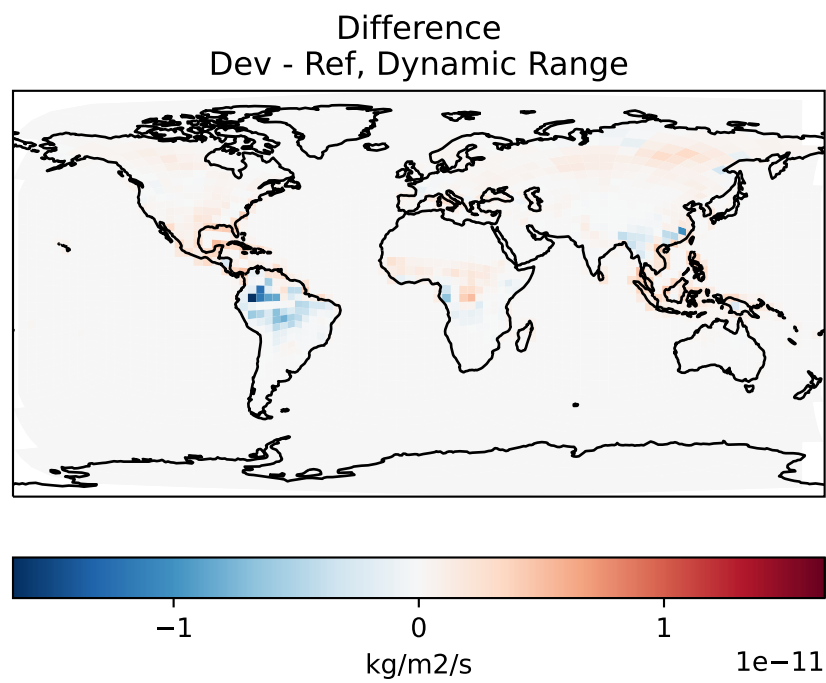 Difference
Dev - Ref, Dynamic Range
−1 0 1
kg/m2/s 1e−11